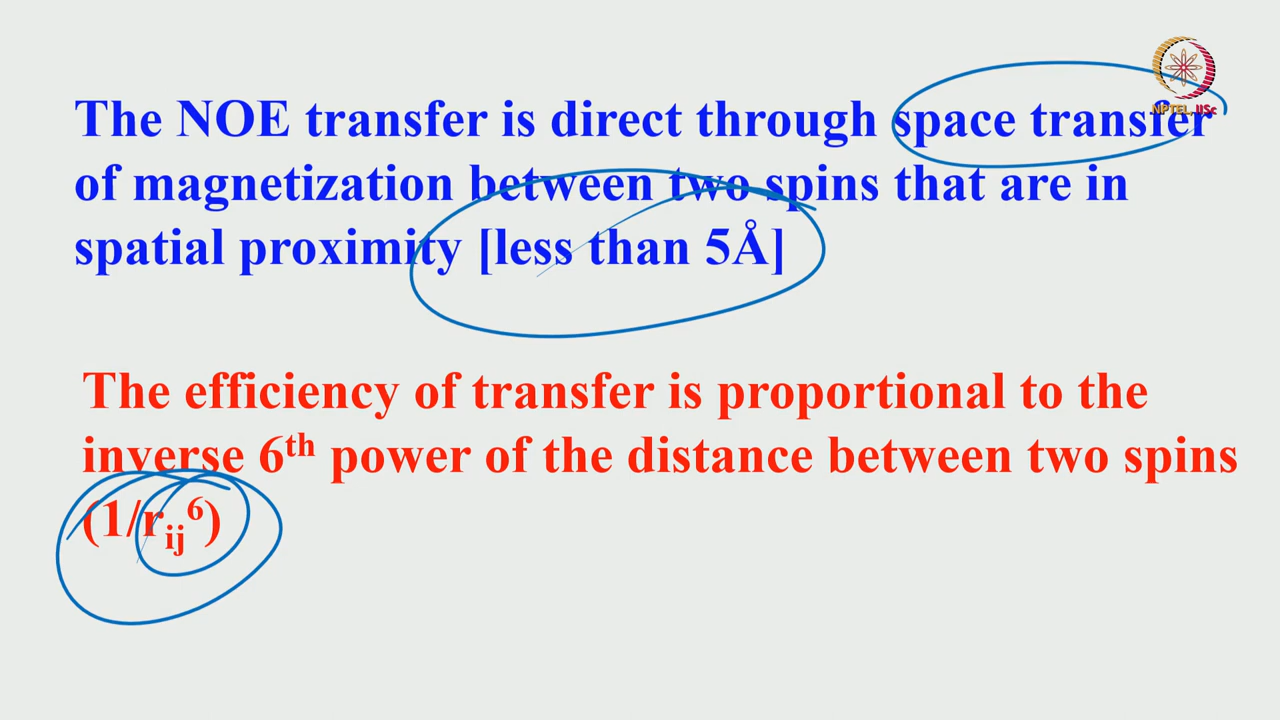 The NOE transfer is direct through space transfer
of magnetization between two spins that are in
spatial proximity [less than 5Å]
The efficiency of transfer is proportional to the
inverse 6th power of the distance between two spins
(1/rij6)
NPTEL, IISc